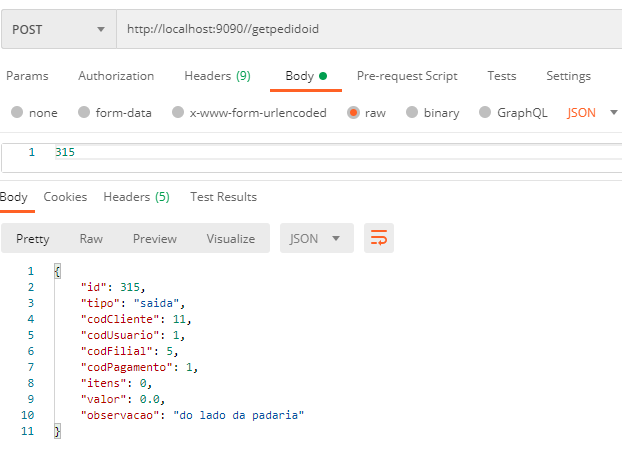 POST http://localhost:9090//getpedidoid
Params Authorization Headers (9) Body Pre-request Script Tests Settings
none form-data x-www-form-urlencoded raw binary GraphQL JSON
1 315
Body Cookies Headers (5) Test Results
Pretty Raw Preview Visualize JSON
1 {
2 "id": 315,
3 "tipo": "saida",
4 "codCliente": 11,
5 "codUsuario": 1,
6 "codFilial": 5,
7 "codPagamento": 1,
8 "itens": 0,
9 "valor": 0.0,
10 "observacao": "do lado da padaria"
11 }